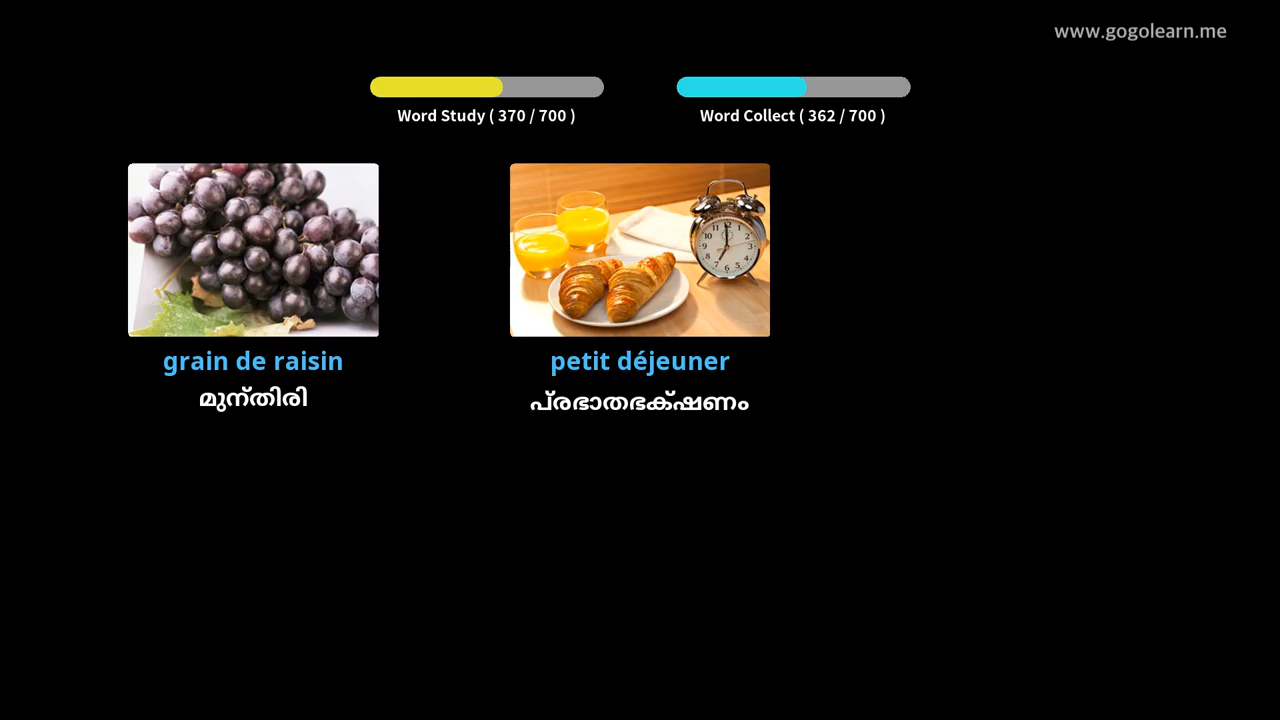 www.gogolearn.me
Word Study ( 370 / 700 )
Word Collect ( 362 / 700 )
grain de raisin
മുന്തിരി
petit déjeuner
പ്രഭാതഭക്ഷണം